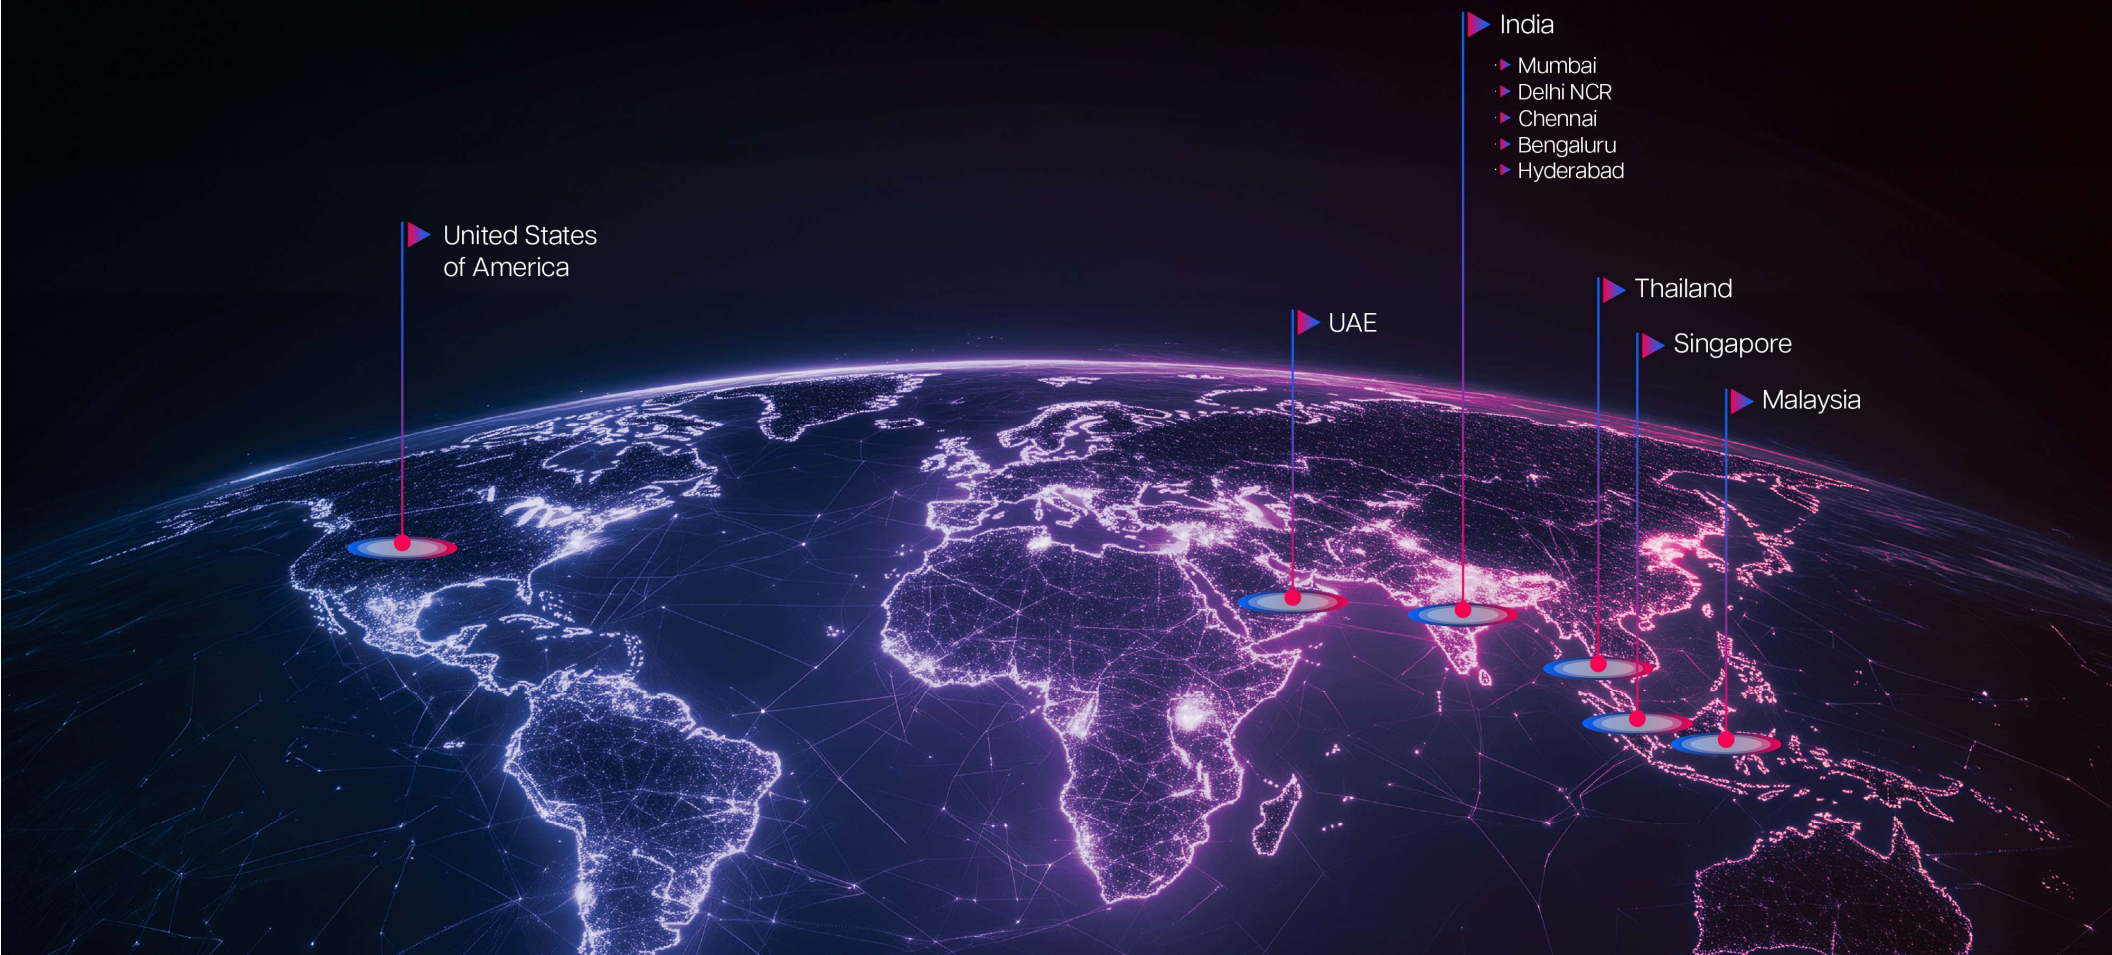 India
Mumbai
Delhi NCR
Chennai
Bengaluru
Hyderabad
United States
of America
Thailand
UAE
Singapore
Malaysia